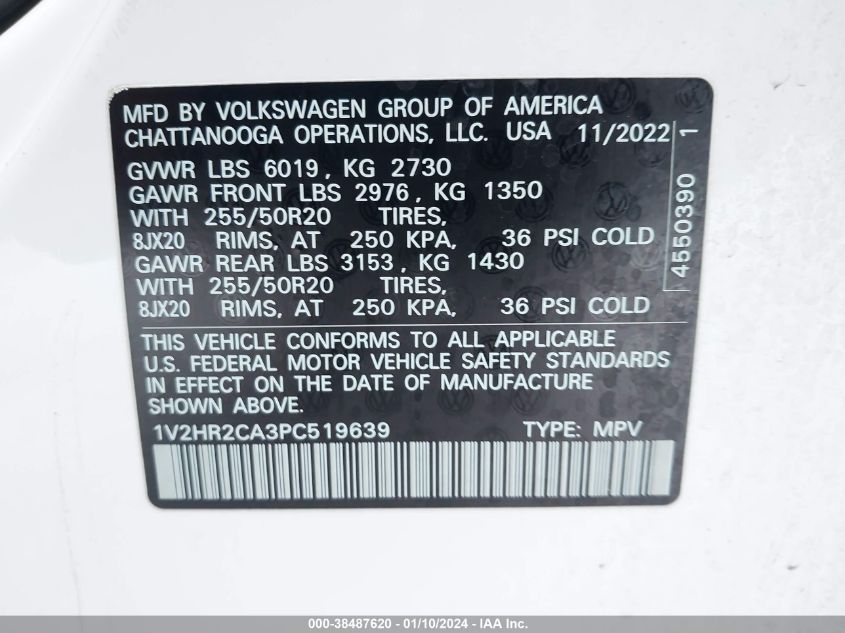 MFD BY VOLKSWAGEN GROUP OF AMERICA
CHATTANOOGA OPERATIONS, LLC. USA 11/2022
GVWR LBS 6019, KG 2730
GAWR FRONT LBS 2976, KG 1350
WITH 255/50R20 TIRES,
8JX20 RIMS, AT 250 KPA, 36 PSI COLD
GAWR REAR LBS 3153, KG 1430
WITH 255/50R20 TIRES,
8JX20 RIMS, AT 250 KPA, 36 PSI COLD
4550390 1
THIS VEHICLE CONFORMS TO ALL APPLICABLE
U.S. FEDERAL MOTOR VEHICLE SAFETY STANDARDS
IN EFFECT ON THE DATE OF MANUFACTURE
SHOWN ABOVE.
1V2HR2CA3PC519639 TYPE: MPV
000-38487620 - 01/10/2024 - IAA Inc.